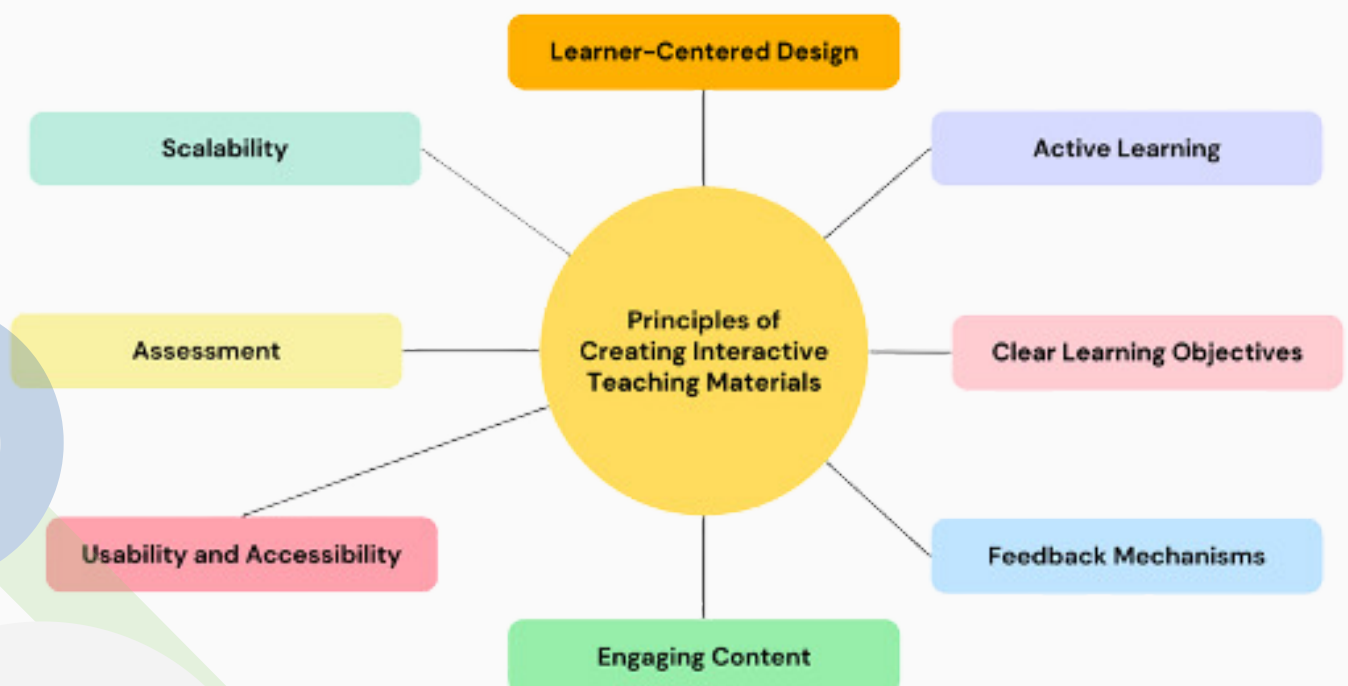 Learner-Centered Design
Scalability
Active Learning
Principles of
Creating Interactive
Teaching Materials
Assessment
Clear Learning Objectives
Usability and Accessibility
Feedback Mechanisms
Engaging Content